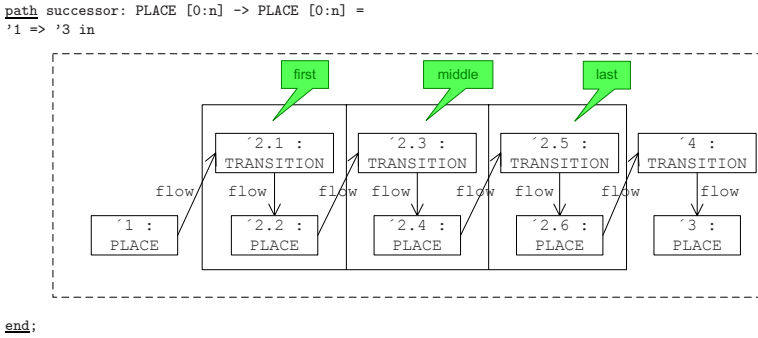 path successor: PLACE [0:n] -> PLACE [0:n] =
’1 => ’3 in
first
middle
last
´2.1 :
TRANSITION
´2.3 :
TRANSITION
´2.5 :
TRANSITION
´4 :
TRANSITION
flow
flow
flow
flow
flow
flow
flow
flow
´1 :
PLACE
´2.2 :
PLACE
´2.4 :
PLACE
´2.6 :
PLACE
´3 :
PLACE
end;